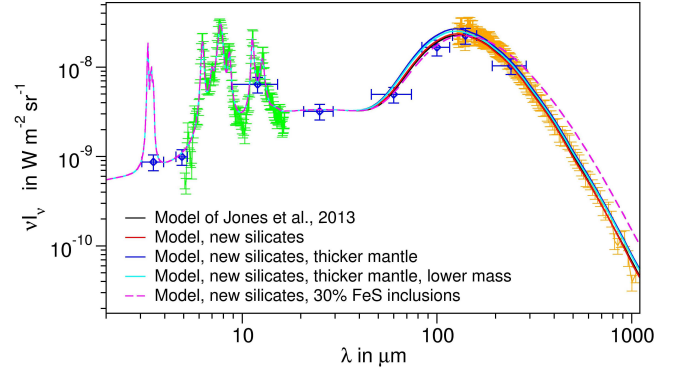 νI_ν in W m⁻² sr⁻¹
10⁻⁸
10⁻⁹
10⁻¹⁰
Model of Jones et al., 2013
Model, new silicates
Model, new silicates, thicker mantle
Model, new silicates, thicker mantle, lower mass
Model, new silicates, 30% FeS inclusions
10 100 1000
λ in μm